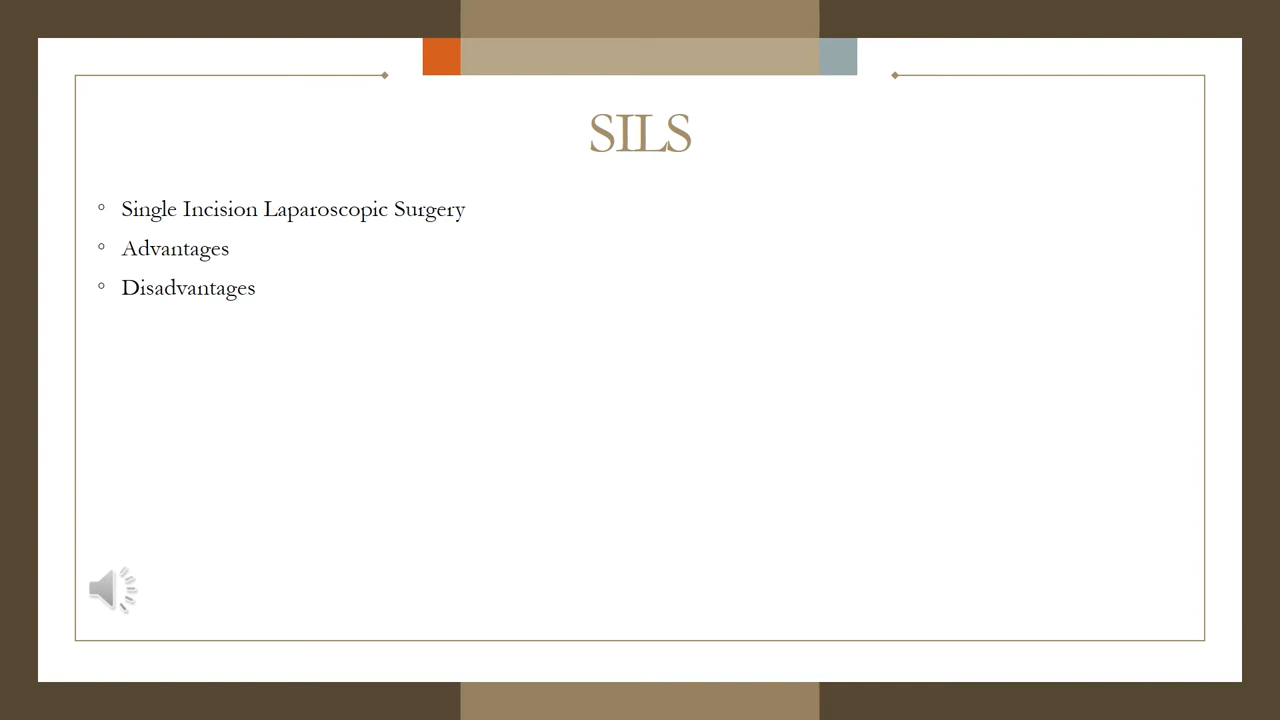 SILS
° Single Incision Laparoscopic Surgery
° Advantages
° Disadvantages